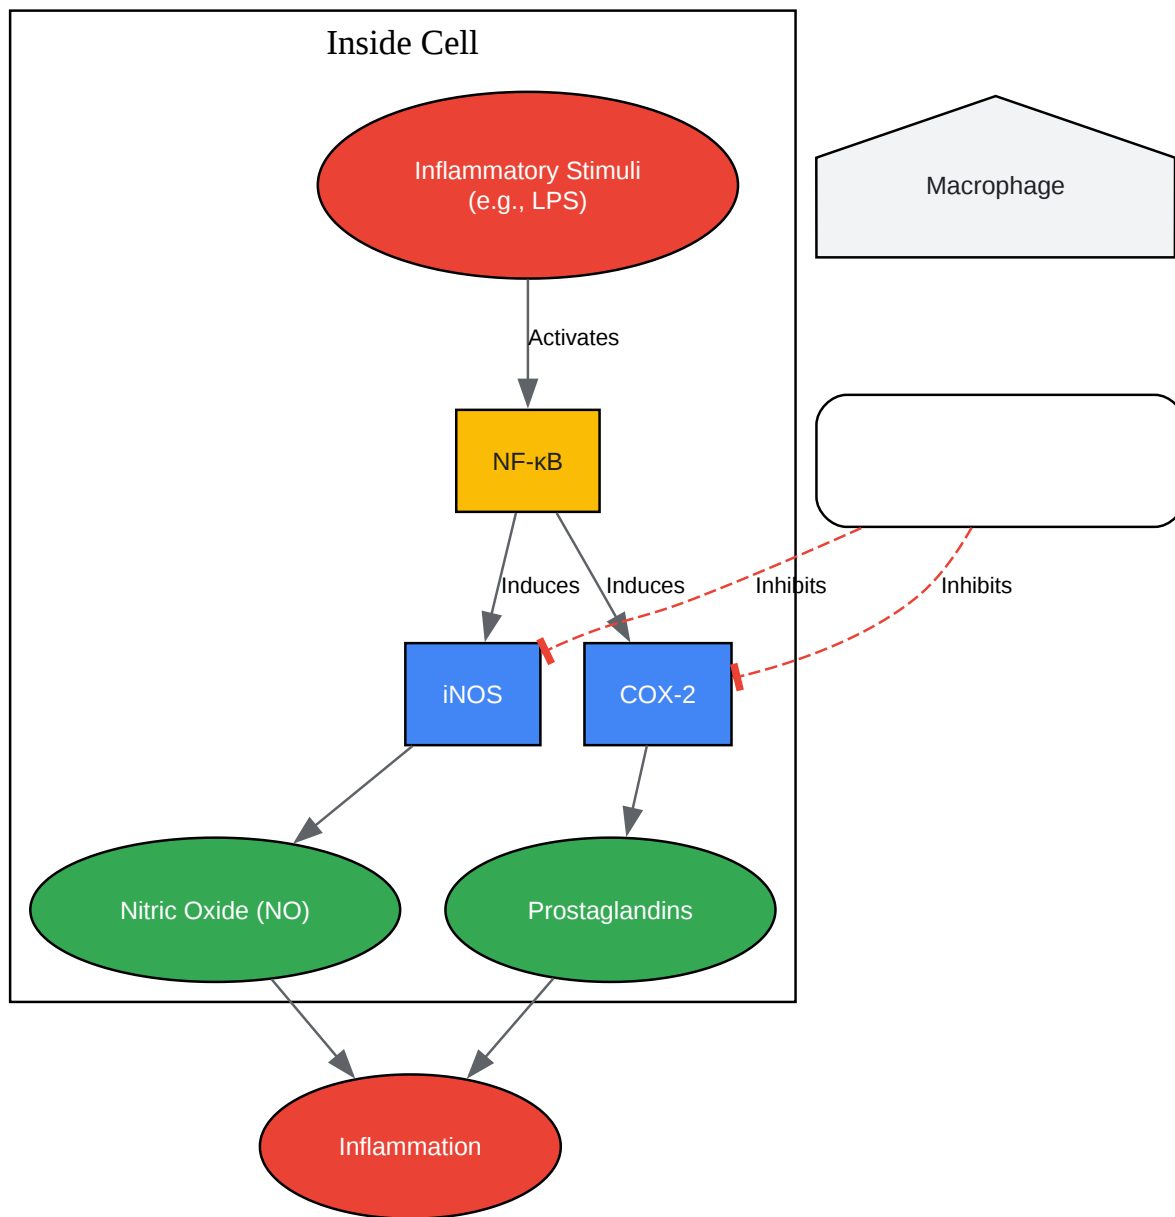 Inside Cell
Inflammatory Stimuli
(e.g., LPS)
Macrophage
Activates
NF-κB
Induces
Induces
Inhibits
Inhibits
iNOS
COX-2
Nitric Oxide (NO)
Prostaglandins
Inflammation